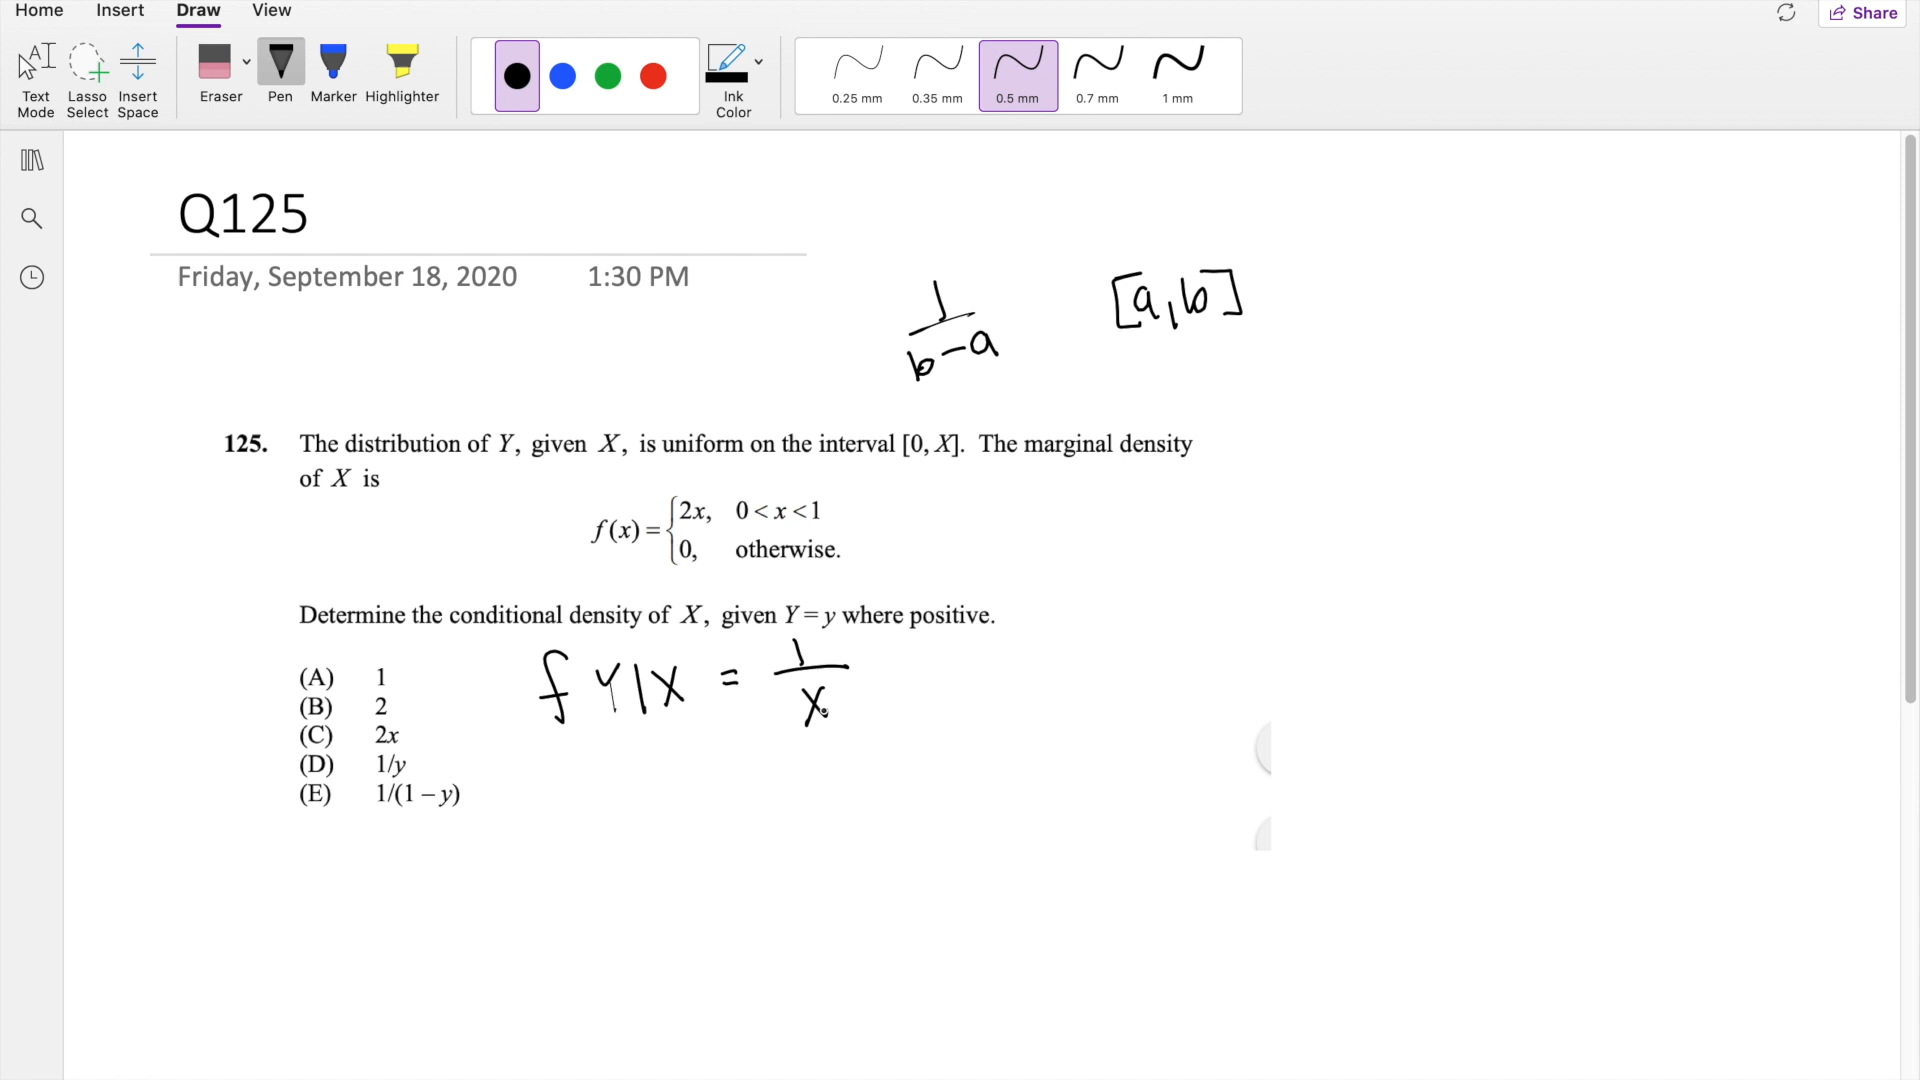 Home Insert Draw View
Share
Text Mode
Lasso Select
Insert Space
Eraser
Pen
Marker
Highlighter
Ink Color
0.25 mm
0.35 mm
0.5 mm
0.7 mm
1 mm
Q125
Friday, September 18, 2020 1:30 PM
1/(b-a) [a,b]
125. The distribution of Y, given X, is uniform on the interval [0, X]. The marginal density
of X is
f(x) = {2x, 0<x<1
0, otherwise.
Determine the conditional density of X, given Y=y where positive.
f Y|X = 1/X
(A) 1
(B) 2
(C) 2x
(D) 1/y
(E) 1/(1 – y)